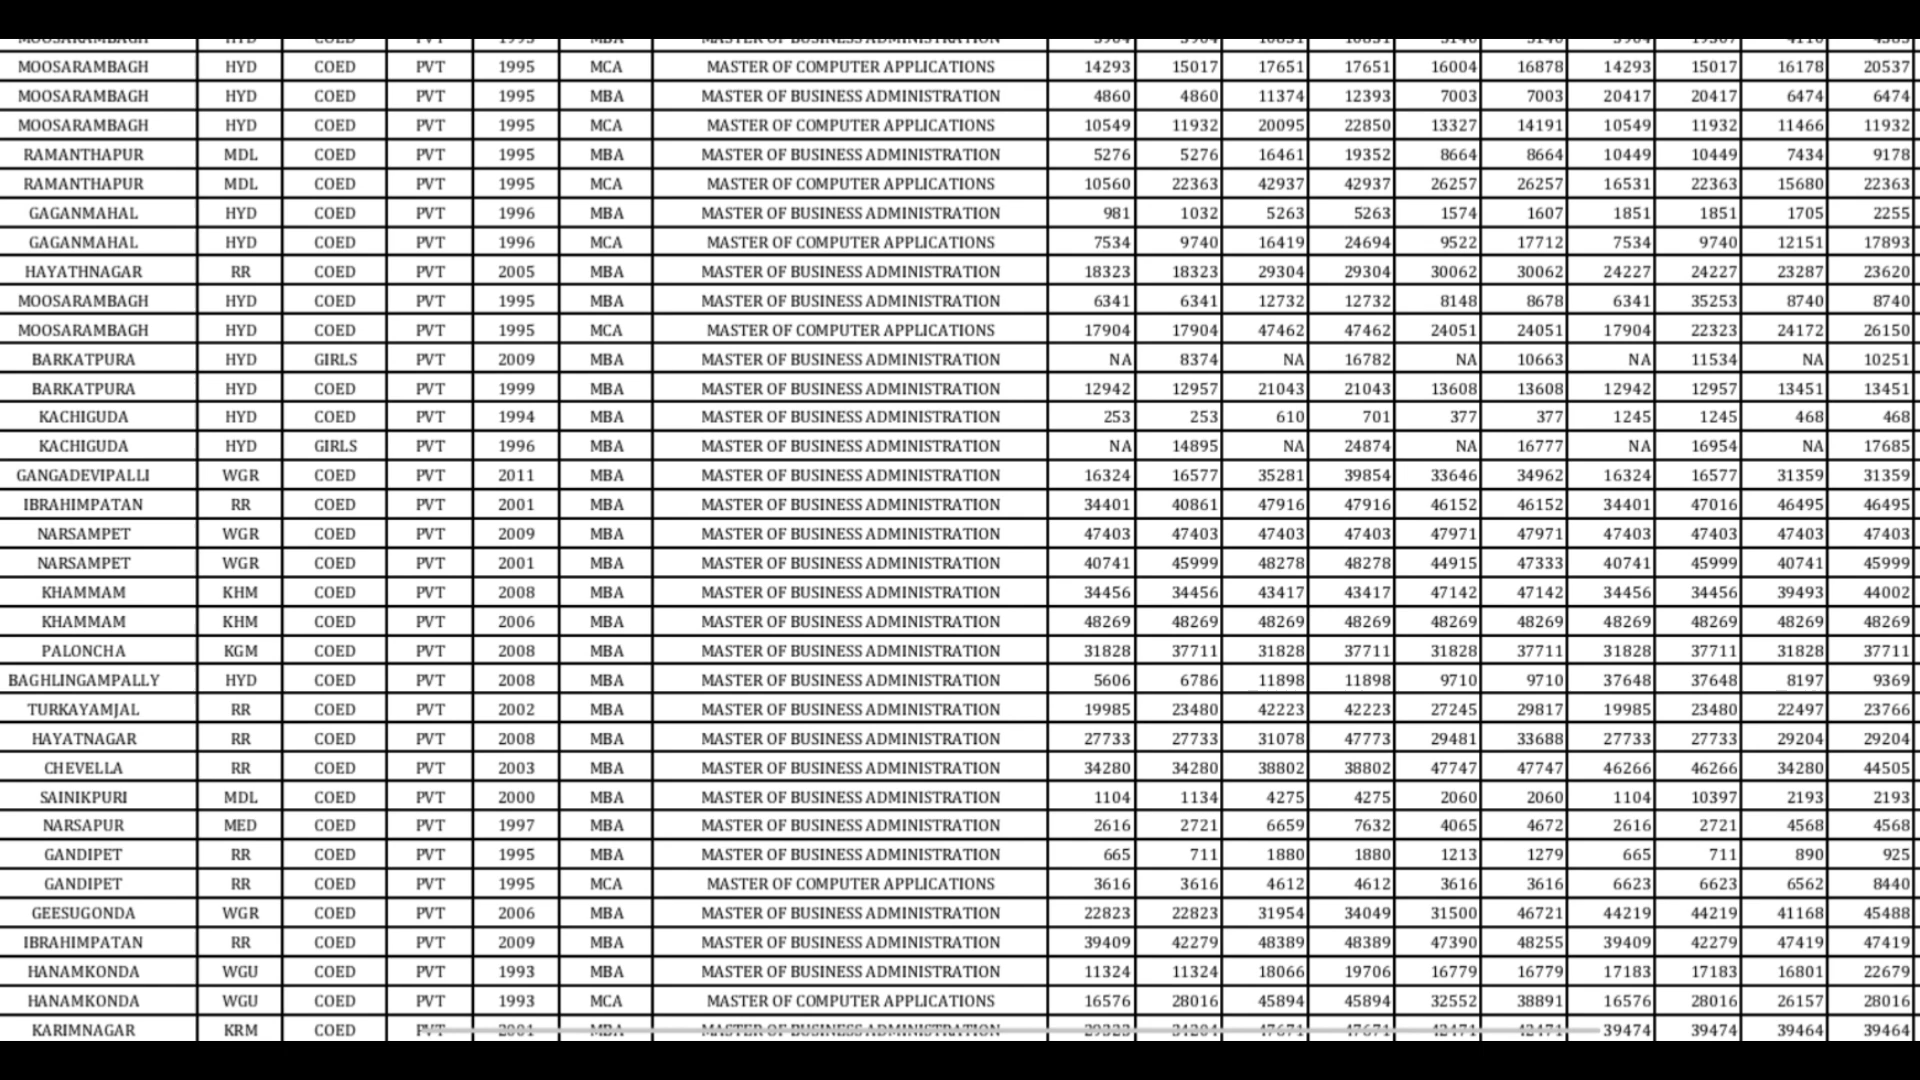 MOOSARAMBAGH HYD COED PVT 1995 MBA MASTER OF BUSINESS ADMINISTRATION
MOOSARAMBAGH HYD COED PVT 1995 MCA MASTER OF COMPUTER APPLICATIONS 14293 15017 17651 17651 16004 16878 14293 15017 16178 20537
MOOSARAMBAGH HYD COED PVT 1995 MBA MASTER OF BUSINESS ADMINISTRATION 4860 4860 11374 12393 7003 7003 20417 20417 6474 6474
MOOSARAMBAGH HYD COED PVT 1995 MCA MASTER OF COMPUTER APPLICATIONS 10549 11932 20095 22850 13327 14191 10549 11932 11466 11932
RAMANTHAPUR MDL COED PVT 1995 MBA MASTER OF BUSINESS ADMINISTRATION 5276 5276 16461 19352 8664 8664 10449 10449 7434 9178
RAMANTHAPUR MDL COED PVT 1995 MCA MASTER OF COMPUTER APPLICATIONS 10560 22363 42937 42937 26257 26257 16531 22363 15680 22363
GAGANMAHAL HYD COED PVT 1996 MBA MASTER OF BUSINESS ADMINISTRATION 981 1032 5263 5263 1574 1607 1851 1851 1705 2255
GAGANMAHAL HYD COED PVT 1996 MCA MASTER OF COMPUTER APPLICATIONS 7534 9740 16419 24694 9522 17712 7534 9740 12151 17893
HAYATHNAGAR RR COED PVT 2005 MBA MASTER OF BUSINESS ADMINISTRATION 18323 18323 29304 29304 30062 30062 24227 24227 23287 23620
MOOSARAMBAGH HYD COED PVT 1995 MBA MASTER OF BUSINESS ADMINISTRATION 6341 6341 12732 12732 8148 8678 6341 35253 8740 8740
MOOSARAMBAGH HYD COED PVT 1995 MCA MASTER OF COMPUTER APPLICATIONS 17904 17904 47462 47462 24051 24051 17904 22323 24172 26150
BARKATPURA HYD GIRLS PVT 2009 MBA MASTER OF BUSINESS ADMINISTRATION NA 8374 NA 16782 NA 10663 NA 11534 NA 10251
BARKATPURA HYD COED PVT 1999 MBA MASTER OF BUSINESS ADMINISTRATION 12942 12957 21043 21043 13608 13608 12942 12957 13451 13451
KACHIGUDA HYD COED PVT 1994 MBA MASTER OF BUSINESS ADMINISTRATION 253 253 610 701 377 377 1245 1245 468 468
KACHIGUDA HYD GIRLS PVT 1996 MBA MASTER OF BUSINESS ADMINISTRATION NA 14895 NA 24874 NA 16777 NA 16954 NA 17685
GANGADEVIPALLI WGR COED PVT 2011 MBA MASTER OF BUSINESS ADMINISTRATION 16324 16577 35281 39854 33646 34962 16324 16577 31359 31359
IBRAHIMPATAN RR COED PVT 2001 MBA MASTER OF BUSINESS ADMINISTRATION 34401 40861 47916 47916 46152 46152 34401 47016 46495 46495
NARSAMPET WGR COED PVT 2009 MBA MASTER OF BUSINESS ADMINISTRATION 47403 47403 47403 47403 47971 47971 47403 47403 47403 47403
NARSAMPET WGR COED PVT 2001 MBA MASTER OF BUSINESS ADMINISTRATION 40741 45999 48278 48278 44915 47333 40741 45999 40741 45999
KHAMMAM KHM COED PVT 2008 MBA MASTER OF BUSINESS ADMINISTRATION 34456 34456 43417 43417 47142 47142 34456 34456 39493 44002
KHAMMAM KHM COED PVT 2006 MBA MASTER OF BUSINESS ADMINISTRATION 48269 48269 48269 48269 48269 48269 48269 48269 48269 48269
PALONCHA KGM COED PVT 2008 MBA MASTER OF BUSINESS ADMINISTRATION 31828 37711 31828 37711 31828 37711 31828 37711 31828 37711
BAGHLINGAMPALLY HYD COED PVT 2008 MBA MASTER OF BUSINESS ADMINISTRATION 5606 6786 11898 11898 9710 9710 37648 37648 8197 9369
TURKAYAMJAL RR COED PVT 2002 MBA MASTER OF BUSINESS ADMINISTRATION 19985 23480 42223 42223 27245 29817 19985 23480 22497 23766
HAYATNAGAR RR COED PVT 2008 MBA MASTER OF BUSINESS ADMINISTRATION 27733 27733 31078 47773 29481 33688 27733 27733 29204 29204
CHEVELLA RR COED PVT 2003 MBA MASTER OF BUSINESS ADMINISTRATION 34280 34280 38802 38802 47747 47747 46266 46266 34280 44505
SAINIKPURI MDL COED PVT 2000 MBA MASTER OF BUSINESS ADMINISTRATION 1104 1134 4275 4275 2060 2060 1104 10397 2193 2193
NARSAPUR MED COED PVT 1997 MBA MASTER OF BUSINESS ADMINISTRATION 2616 2721 6659 7632 4065 4672 2616 2721 4568 4568
GANDIPET RR COED PVT 1995 MBA MASTER OF BUSINESS ADMINISTRATION 665 711 1880 1880 1213 1279 665 711 890 925
GANDIPET RR COED PVT 1995 MCA MASTER OF COMPUTER APPLICATIONS 3616 3616 4612 4612 3616 3616 6623 6623 6562 8440
GEESUGONDA WGR COED PVT 2006 MBA MASTER OF BUSINESS ADMINISTRATION 22823 22823 31954 34049 31500 46721 44219 44219 41168 45488
IBRAHIMPATAN RR COED PVT 2009 MBA MASTER OF BUSINESS ADMINISTRATION 39409 42279 48389 48389 47390 48255 39409 42279 47419 47419
HANAMKONDA WGU COED PVT 1993 MBA MASTER OF BUSINESS ADMINISTRATION 11324 11324 18066 19706 16779 16779 17183 17183 16801 22679
HANAMKONDA WGU COED PVT 1993 MCA MASTER OF COMPUTER APPLICATIONS 16576 28016 45894 45894 32552 38891 16576 28016 26157 28016
KARIMNAGAR KRM COED PVT 2001 MBA MASTER OF BUSINESS ADMINISTRATION 47671 47671 42471 42471 39474 39474 39464 39464